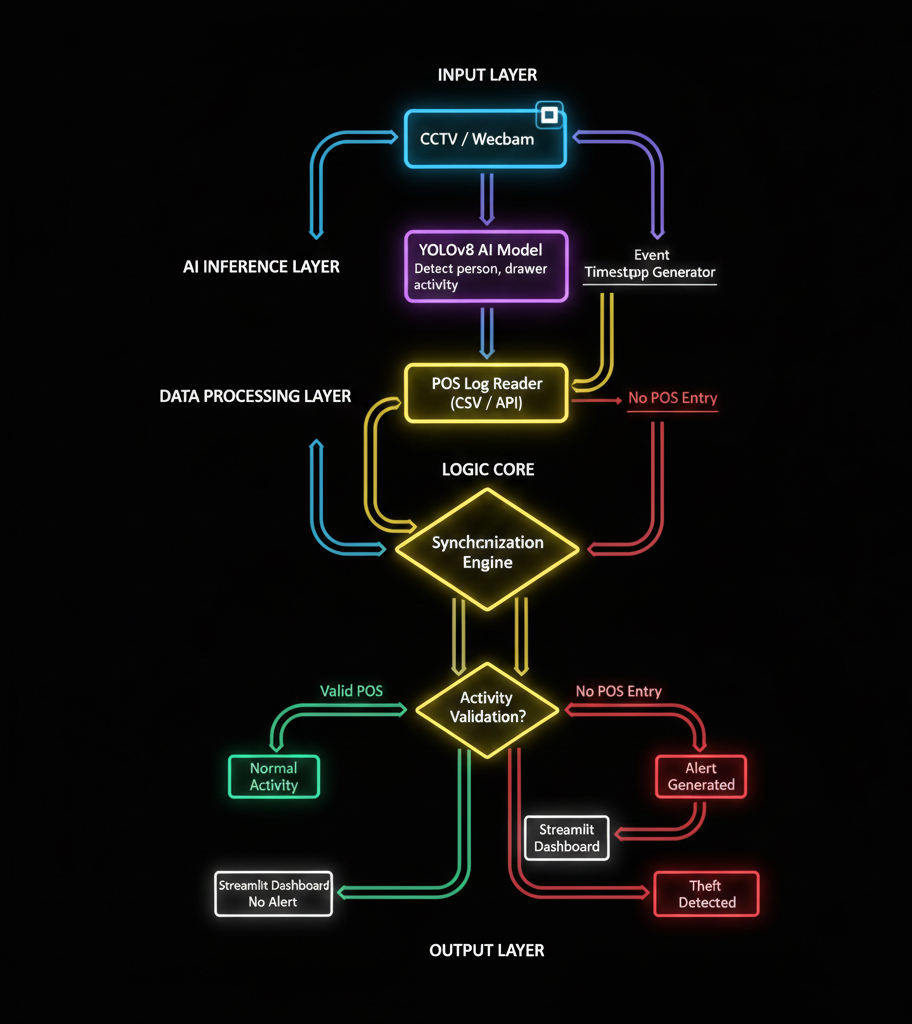 INPUT LAYER
CCTV / Wecbam
YOLOv8 AI Model
Detect person, drawer
activity
AI INFERENCE LAYER
Event
Generator
POS Log Reader
(CSV / API)
DATA PROCESSING LAYER
No POS Entry
LOGIC CORE
Engine
Valid POS
No POS Entry
Activity
Validation?
Normal
Activity
Alert
Generated
Streamlit
Dashboard
Streamlit Dashboard
No Alert
Theft
Detected
OUTPUT LAYER